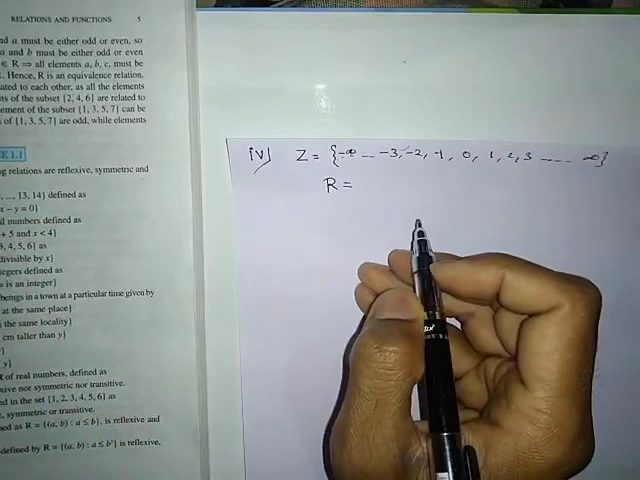 RELATIONS AND FUNCTIONS 5
nd a must be either odd or even, so
a and b must be either odd or even
∈ R ⇒ all elements a, b, c, must be
. Hence, R is an equivalence relation.
ated to each other, as all the elements
ts of the subset {2, 4, 6} are related to
ement of the subset {1, 3, 5, 7} can be
of {1, 3, 5, 7} are odd, while elements
E 1.1
ng relations are reflexive, symmetric and
, ..., 13, 14} defined as
x − y = 0}
al numbers defined as
+ 5 and x < 4}
3, 4, 5, 6} as
divisible by x}
tegers defined as
y is an integer}
beings in a town at a particular time given by
at the same place}
the same locality}
cm taller than y}
}
y}
R of real numbers, defined as
xive nor symmetric nor transitive.
ed in the set {1, 2, 3, 4, 5, 6} as
, symmetric or transitive.
ned as R = {(a, b) : a ≤ b}, is reflexive and
defined by R = {(a, b) : a ≤ b³} is reflexive,
iv) Z = {-∞ ... -3, -2, -1, 0, 1, 2, 3 ...... ∞}
R =